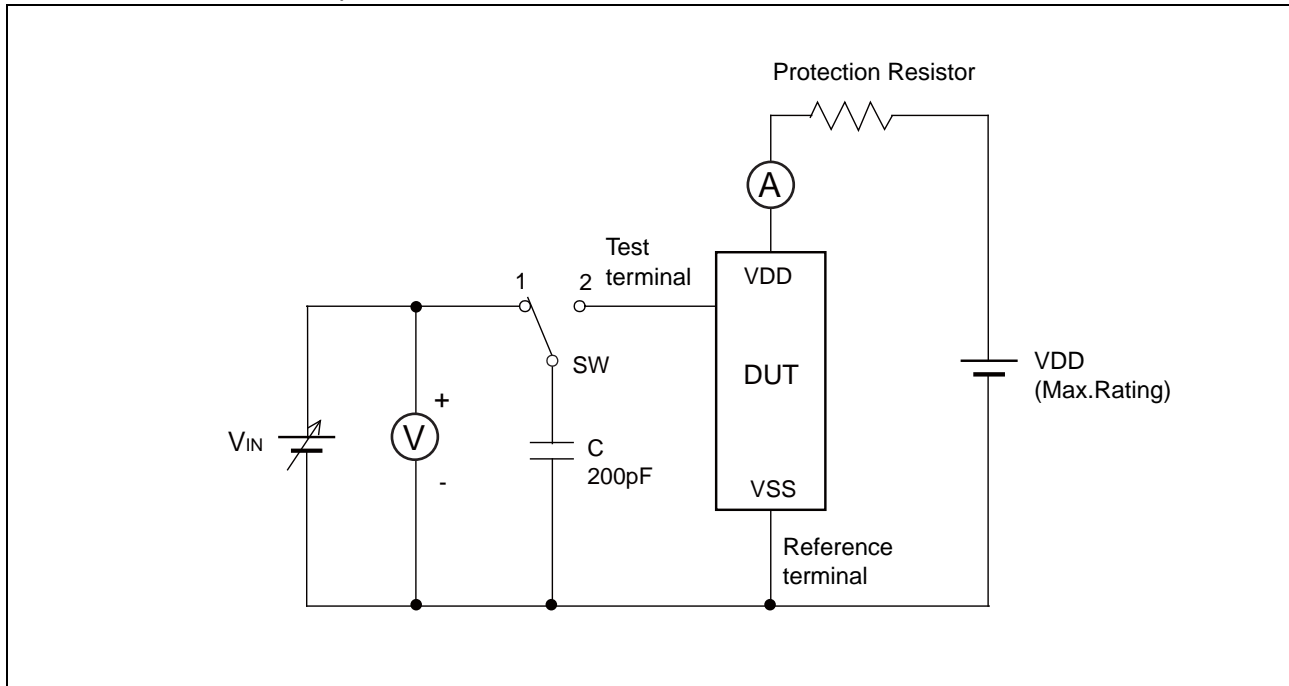 Protection Resistor
A
Test
terminal
1
2
VDD
SW
DUT
VDD
(Max.Rating)
+
VIN
V
-
C
200pF
VSS
Reference
terminal